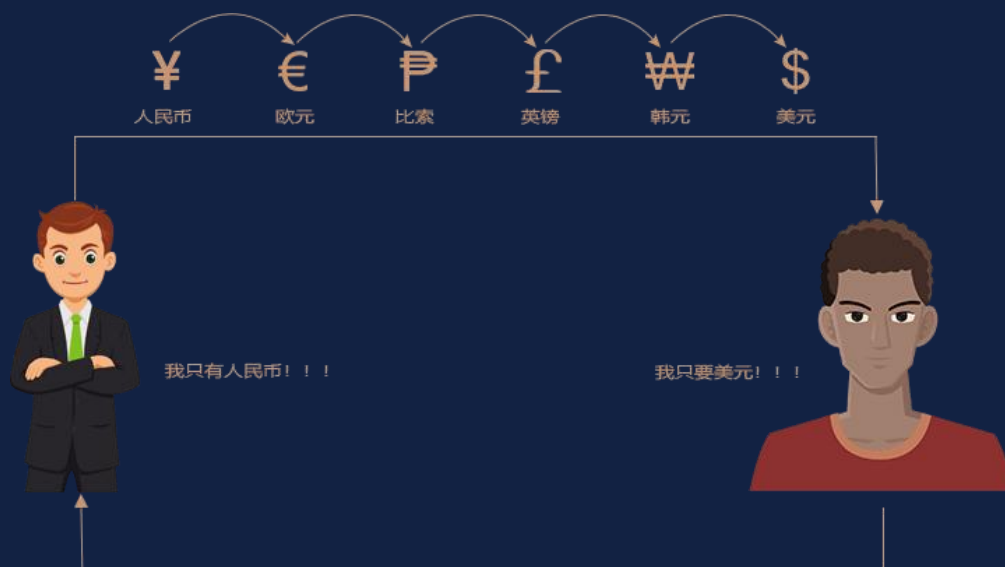 ¥ € ₱ £ ₩ $
人民币 欧元 比索 英镑 韩元 美元
我只有人民币！！！
我只要美元！！！